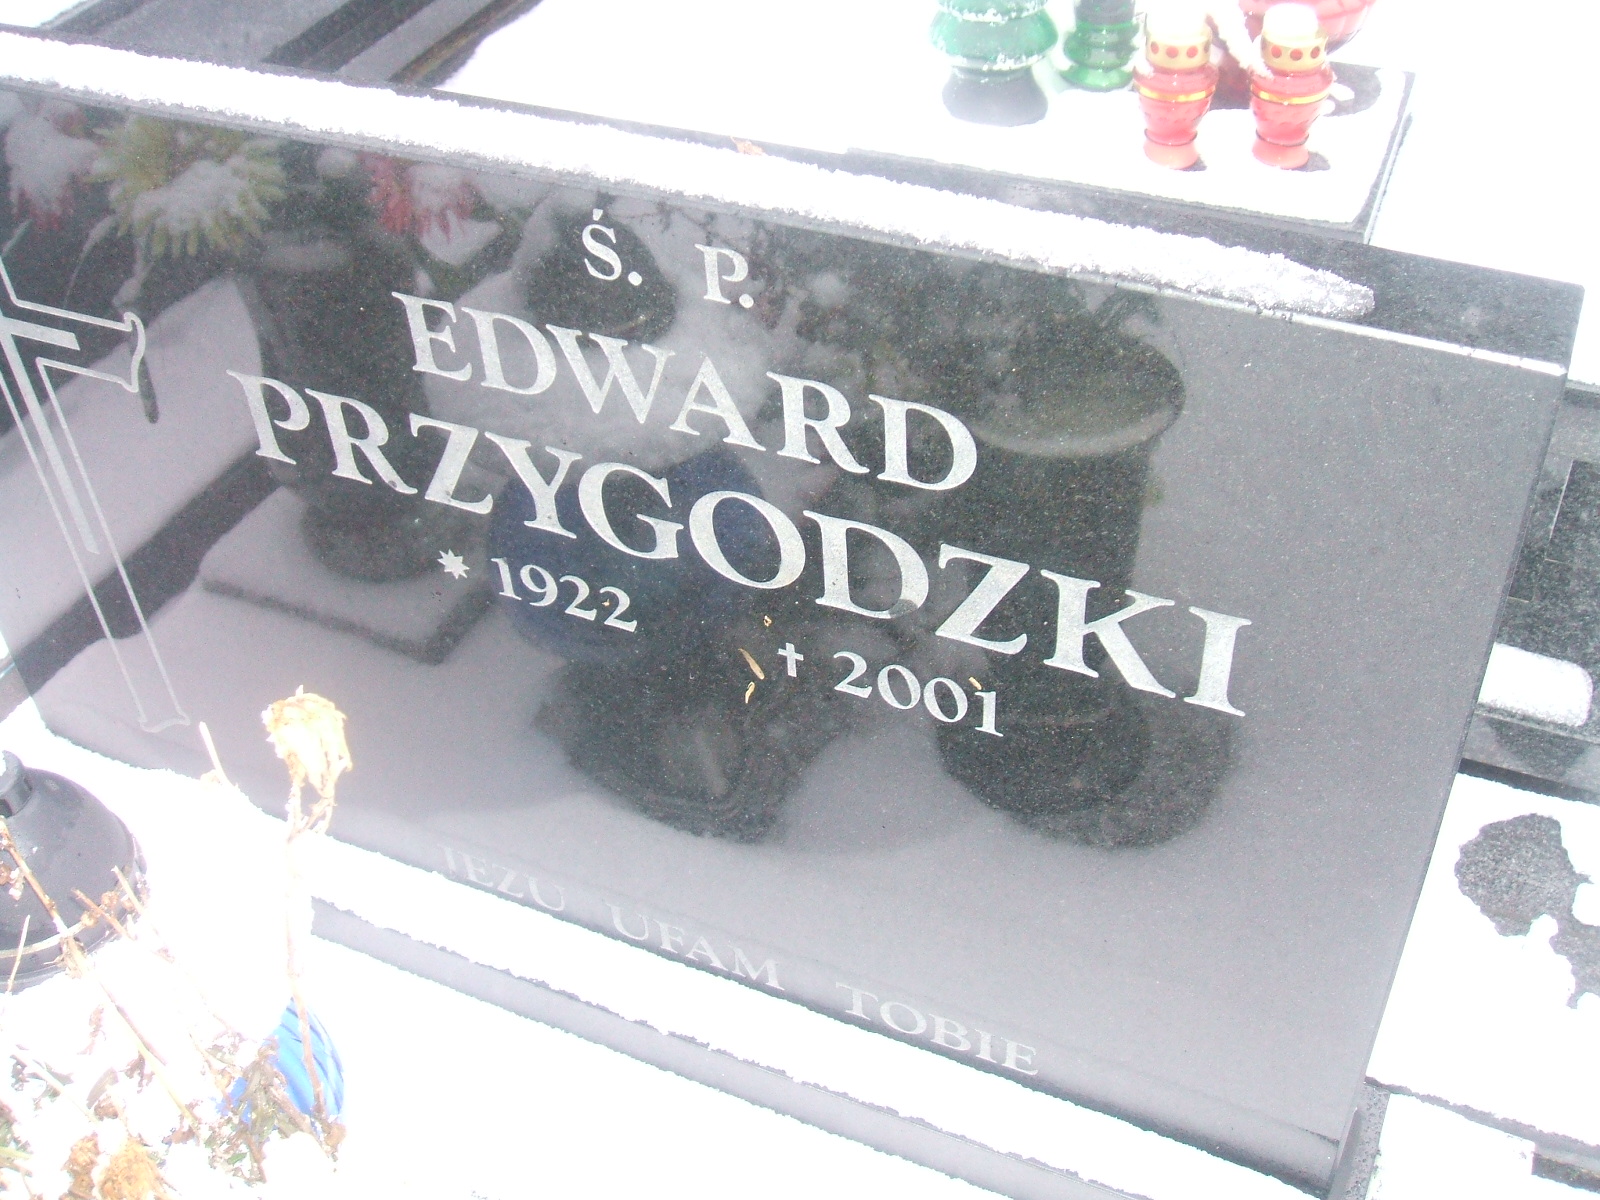 Ś. P.
EDWARD
PRZYGODZKI
* 1922 ✝ 2001
JEZU UFAM TOBIE